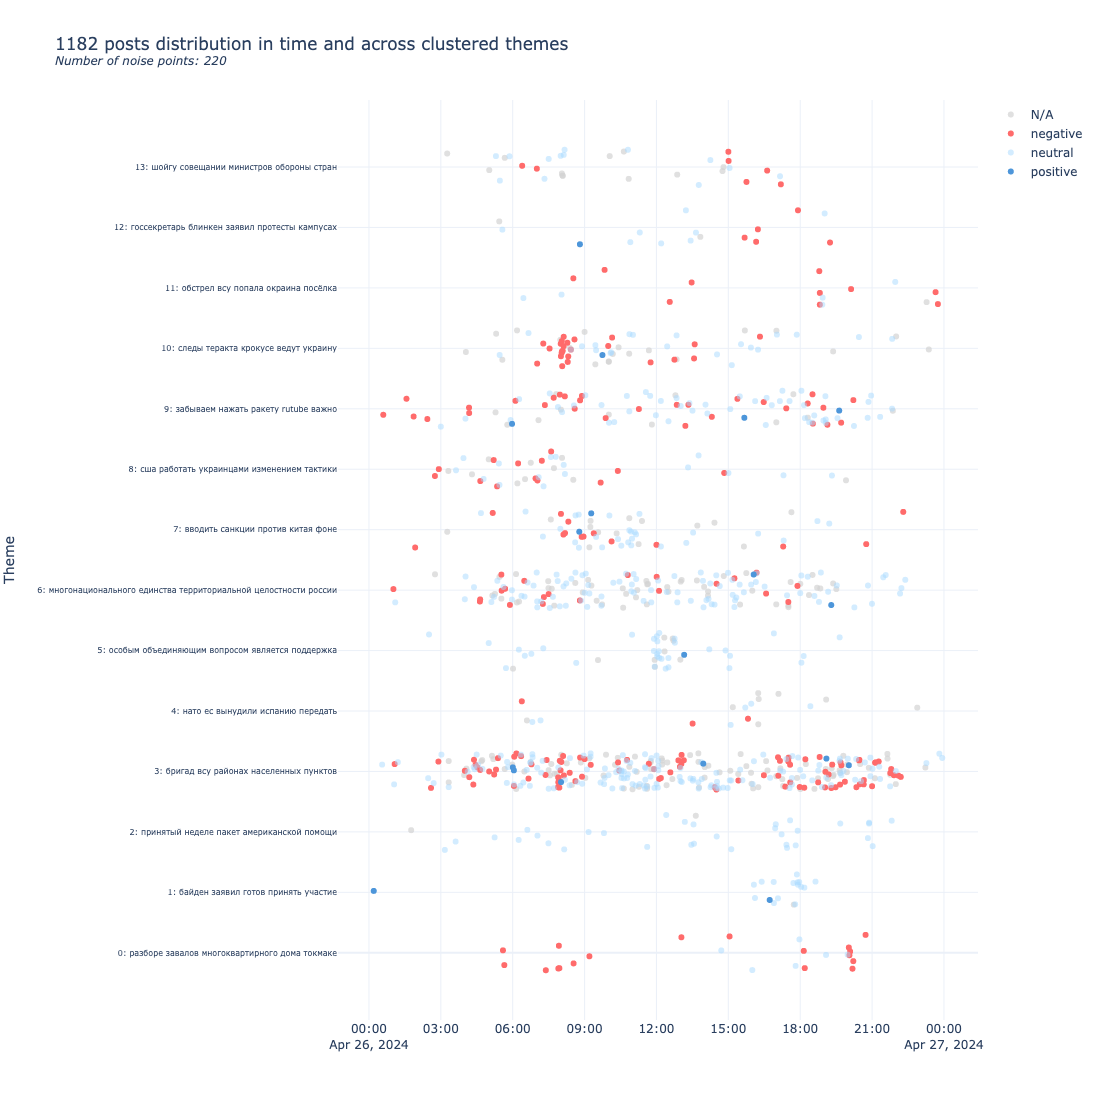 1182 posts distribution in time and across clustered themes
Number of noise points: 220
N/A
negative
neutral
positive
Theme
13: шойгу совещании министров обороны стран
12: госсекретарь блинкен заявил протесты кампусах
11: обстрел всу попала окраина посёлка
10: следы теракта крокусе ведут украину
9: забываем нажать ракету rutube важно
8: сша работать украинцами изменением тактики
7: вводить санкции против китая фоне
6: многонационального единства территориальной целостности россии
5: особым объединяющим вопросом является поддержка
4: нато ес вынудили испанию передать
3: бригад всу районах населенных пунктов
2: принятый неделе пакет американской помощи
1: байден заявил готов принять участие
0: разборе завалов многоквартирного дома токмаке
00:00 03:00 06:00 09:00 12:00 15:00 18:00 21:00 00:00
Apr 26, 2024 Apr 27, 2024